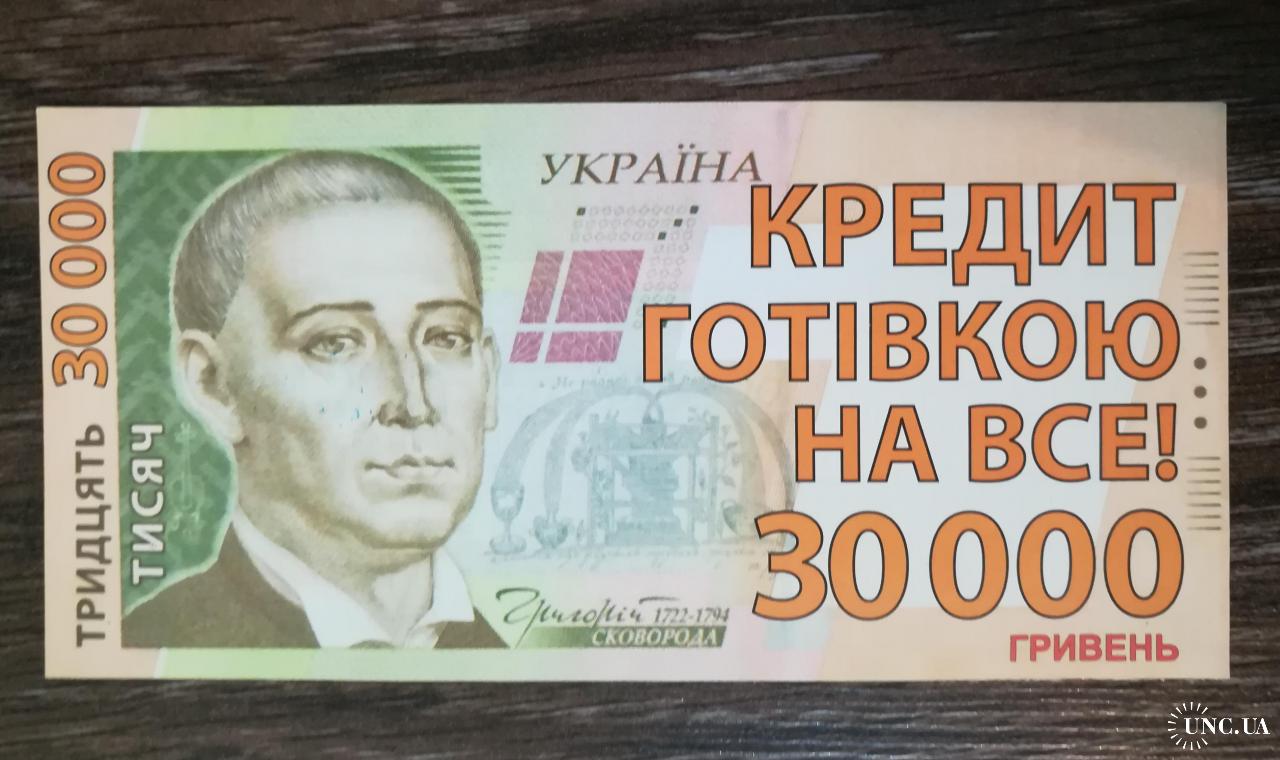 30 000
ТРИДЦЯТЬ
ТИСЯЧ
УКРАЇНА
КРЕДИТ
ГОТІВКОЮ
НА ВСЕ!
30 000
ГРИВЕНЬ
Григорій 1722-1794
СКОВОРОДА
UNC.UA